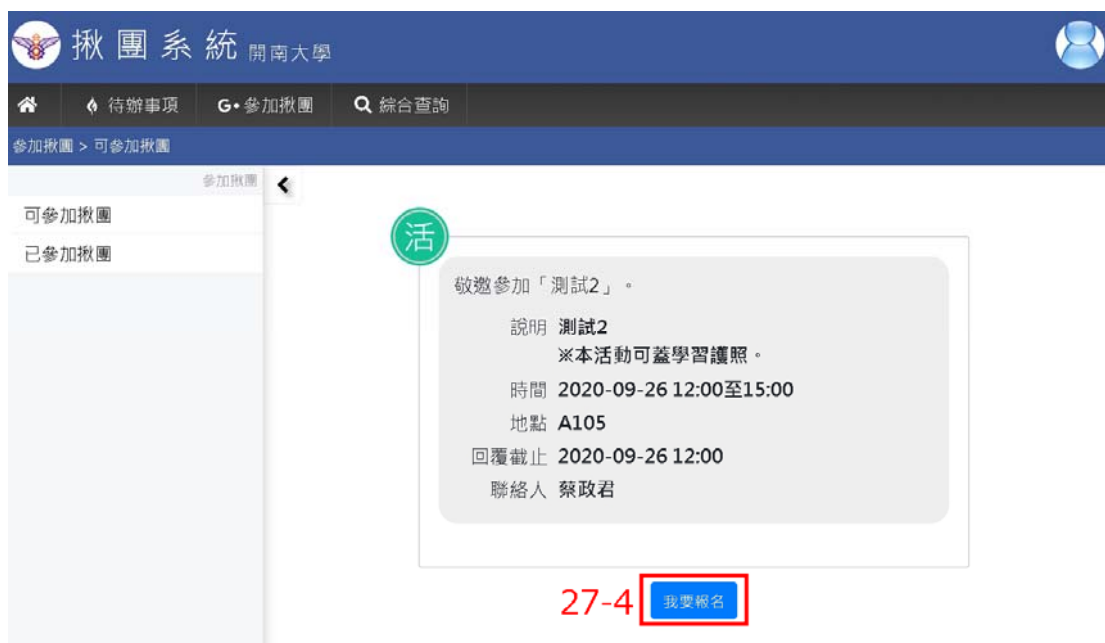 揪團系統 開南大學
待辦事項 G+ 參加揪團 綜合查詢
參加揪團 > 可參加揪團
參加揪團
可參加揪團
已參加揪團
活
敬邀參加「測試2」。
說明 測試2
※本活動可蓋學習護照。
時間 2020-09-26 12:00至15:00
地點 A105
回覆截止 2020-09-26 12:00
聯絡人 蔡政君
27-4 我要報名